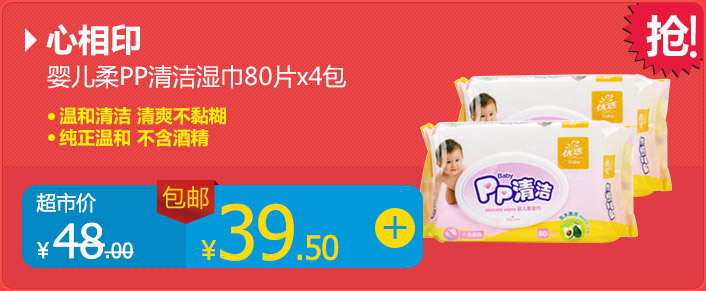 心相印
抢!
婴儿柔PP清洁湿巾80片x4包
• 温和清洁 清爽不黏糊
• 纯正温和 不含酒精
超市价
¥48.00
包邮
¥39.50
+
优选
Baby
PP清洁
80